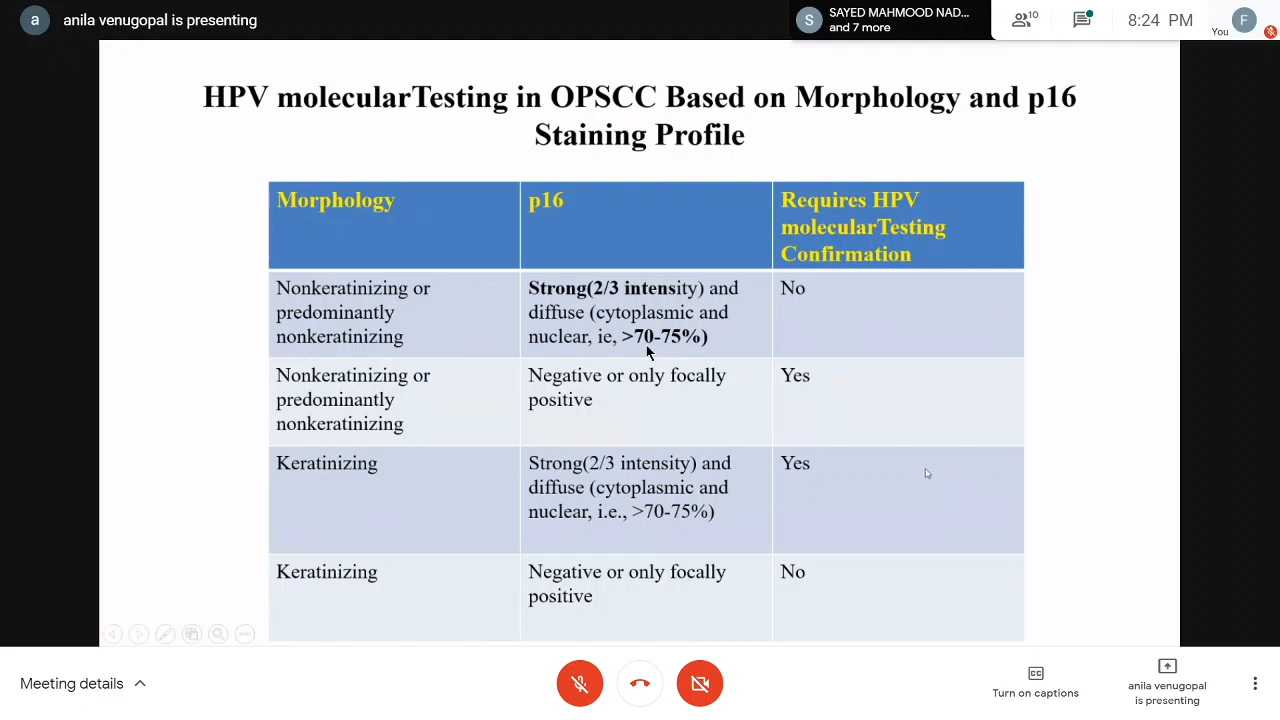 a
anila venugopal is presenting
S
SAYED MAHMOOD NAD...
and 7 more
10
8:24 PM
You
F
HPV molecularTesting in OPSCC Based on Morphology and p16
Staining Profile
Morphology
p16
Requires HPV
molecularTesting
Confirmation
Nonkeratinizing or
predominantly
nonkeratinizing
Strong(2/3 intensity) and
diffuse (cytoplasmic and
nuclear, ie, >70-75%)
No
Nonkeratinizing or
predominantly
nonkeratinizing
Negative or only focally
positive
Yes
Keratinizing
Strong(2/3 intensity) and
diffuse (cytoplasmic and
nuclear, i.e., >70-75%)
Yes
Keratinizing
Negative or only focally
positive
No
Meeting details
CC
Turn on captions
anila venugopal
is presenting